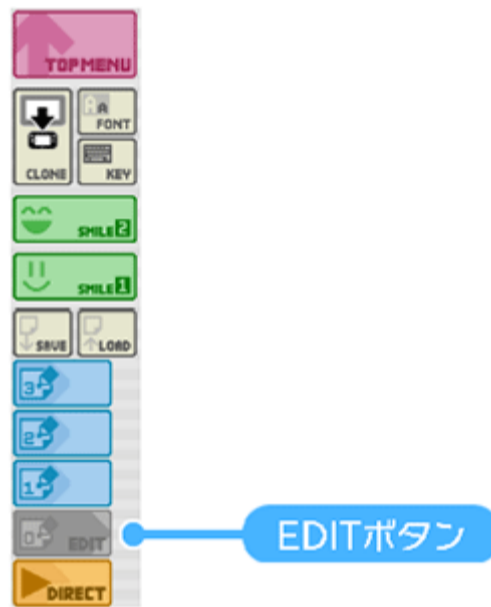 TOPMENU
FONT
CLONE
KEY
SMILE2
SMILE1
SAVE
LOAD
3
2
1
0 EDIT
EDITボタン
DIRECT